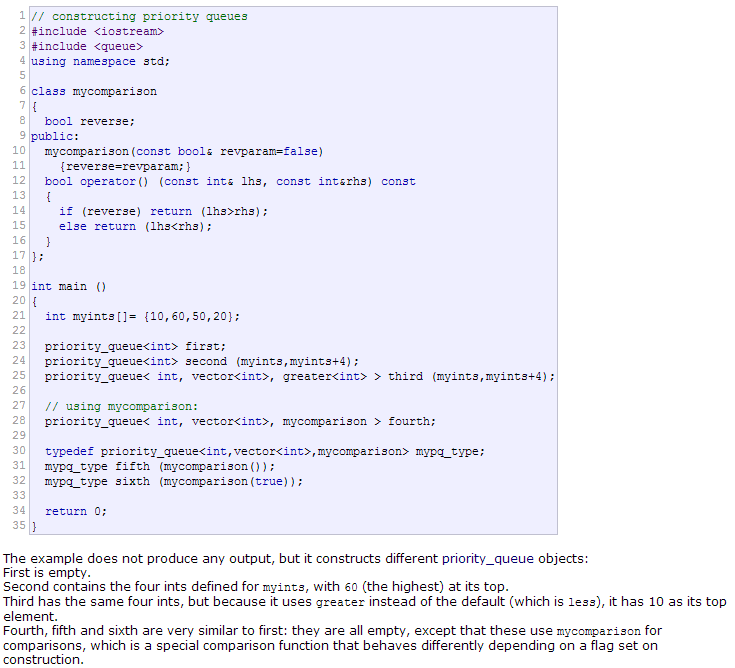 1 // constructing priority queues
2 #include <iostream>
3 #include <queue>
4 using namespace std;
5
6 class mycomparison
7 {
8   bool reverse;
9 public:
10   mycomparison(const bool& revparam=false)
11     {reverse=revparam;}
12   bool operator() (const int& lhs, const int&rhs) const
13   {
14     if (reverse) return (lhs>rhs);
15     else return (lhs<rhs);
16   }
17 };
18
19 int main ()
20 {
21   int myints[]= {10,60,50,20};
22
23   priority_queue<int> first;
24   priority_queue<int> second (myints,myints+4);
25   priority_queue< int, vector<int>, greater<int> > third (myints,myints+4);
26
27   // using mycomparison:
28   priority_queue< int, vector<int>, mycomparison > fourth;
29
30   typedef priority_queue<int,vector<int>,mycomparison> mypq_type;
31   mypq_type fifth (mycomparison());
32   mypq_type sixth (mycomparison(true));
33
34   return 0;
35 }
The example does not produce any output, but it constructs different priority_queue objects:
First is empty.
Second contains the four ints defined for myints, with 60 (the highest) at its top.
Third has the same four ints, but because it uses greater instead of the default (which is less), it has 10 as its top
element.
Fourth, fifth and sixth are very similar to first: they are all empty, except that these use mycomparison for
comparisons, which is a special comparison function that behaves differently depending on a flag set on
construction.